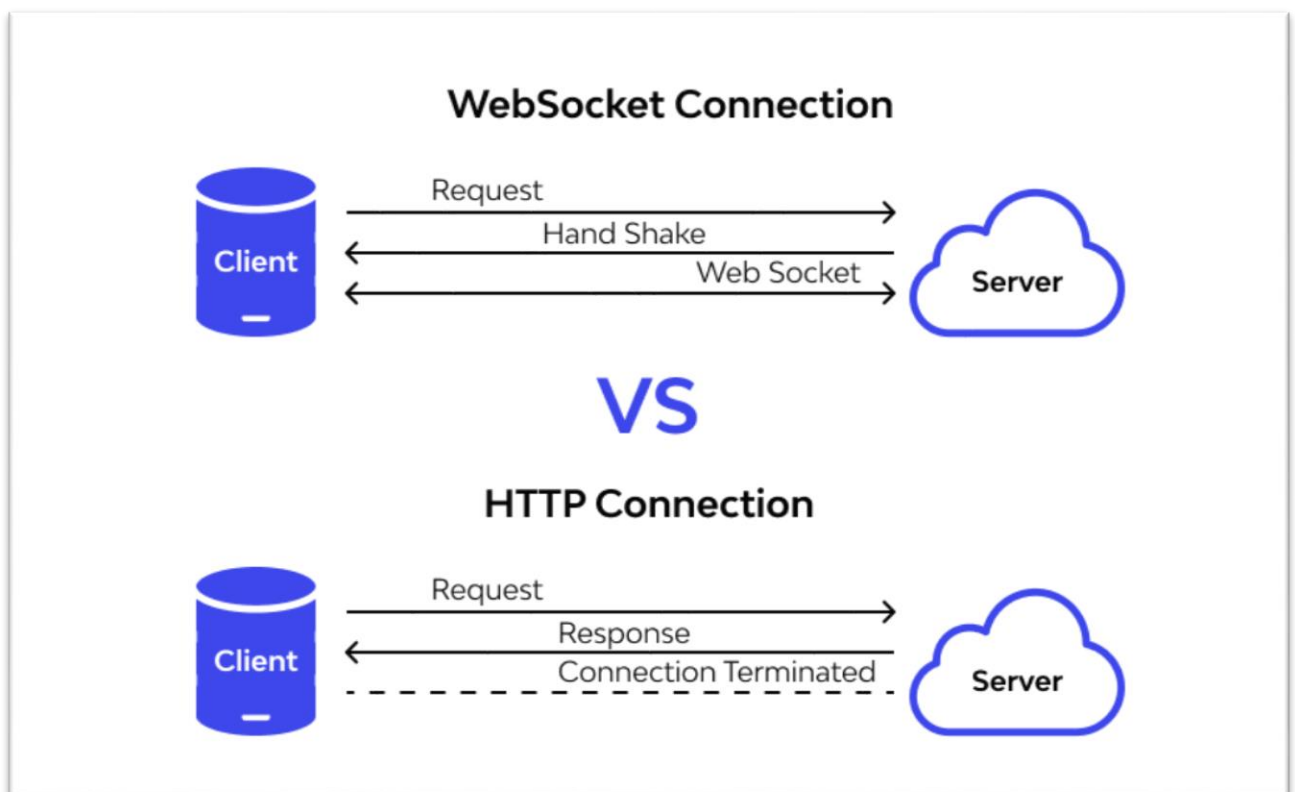 WebSocket Connection
Request
Hand Shake
Client
Web Socket
Server
VS
HTTP Connection
Request
Response
Client
Connection Terminated
Server